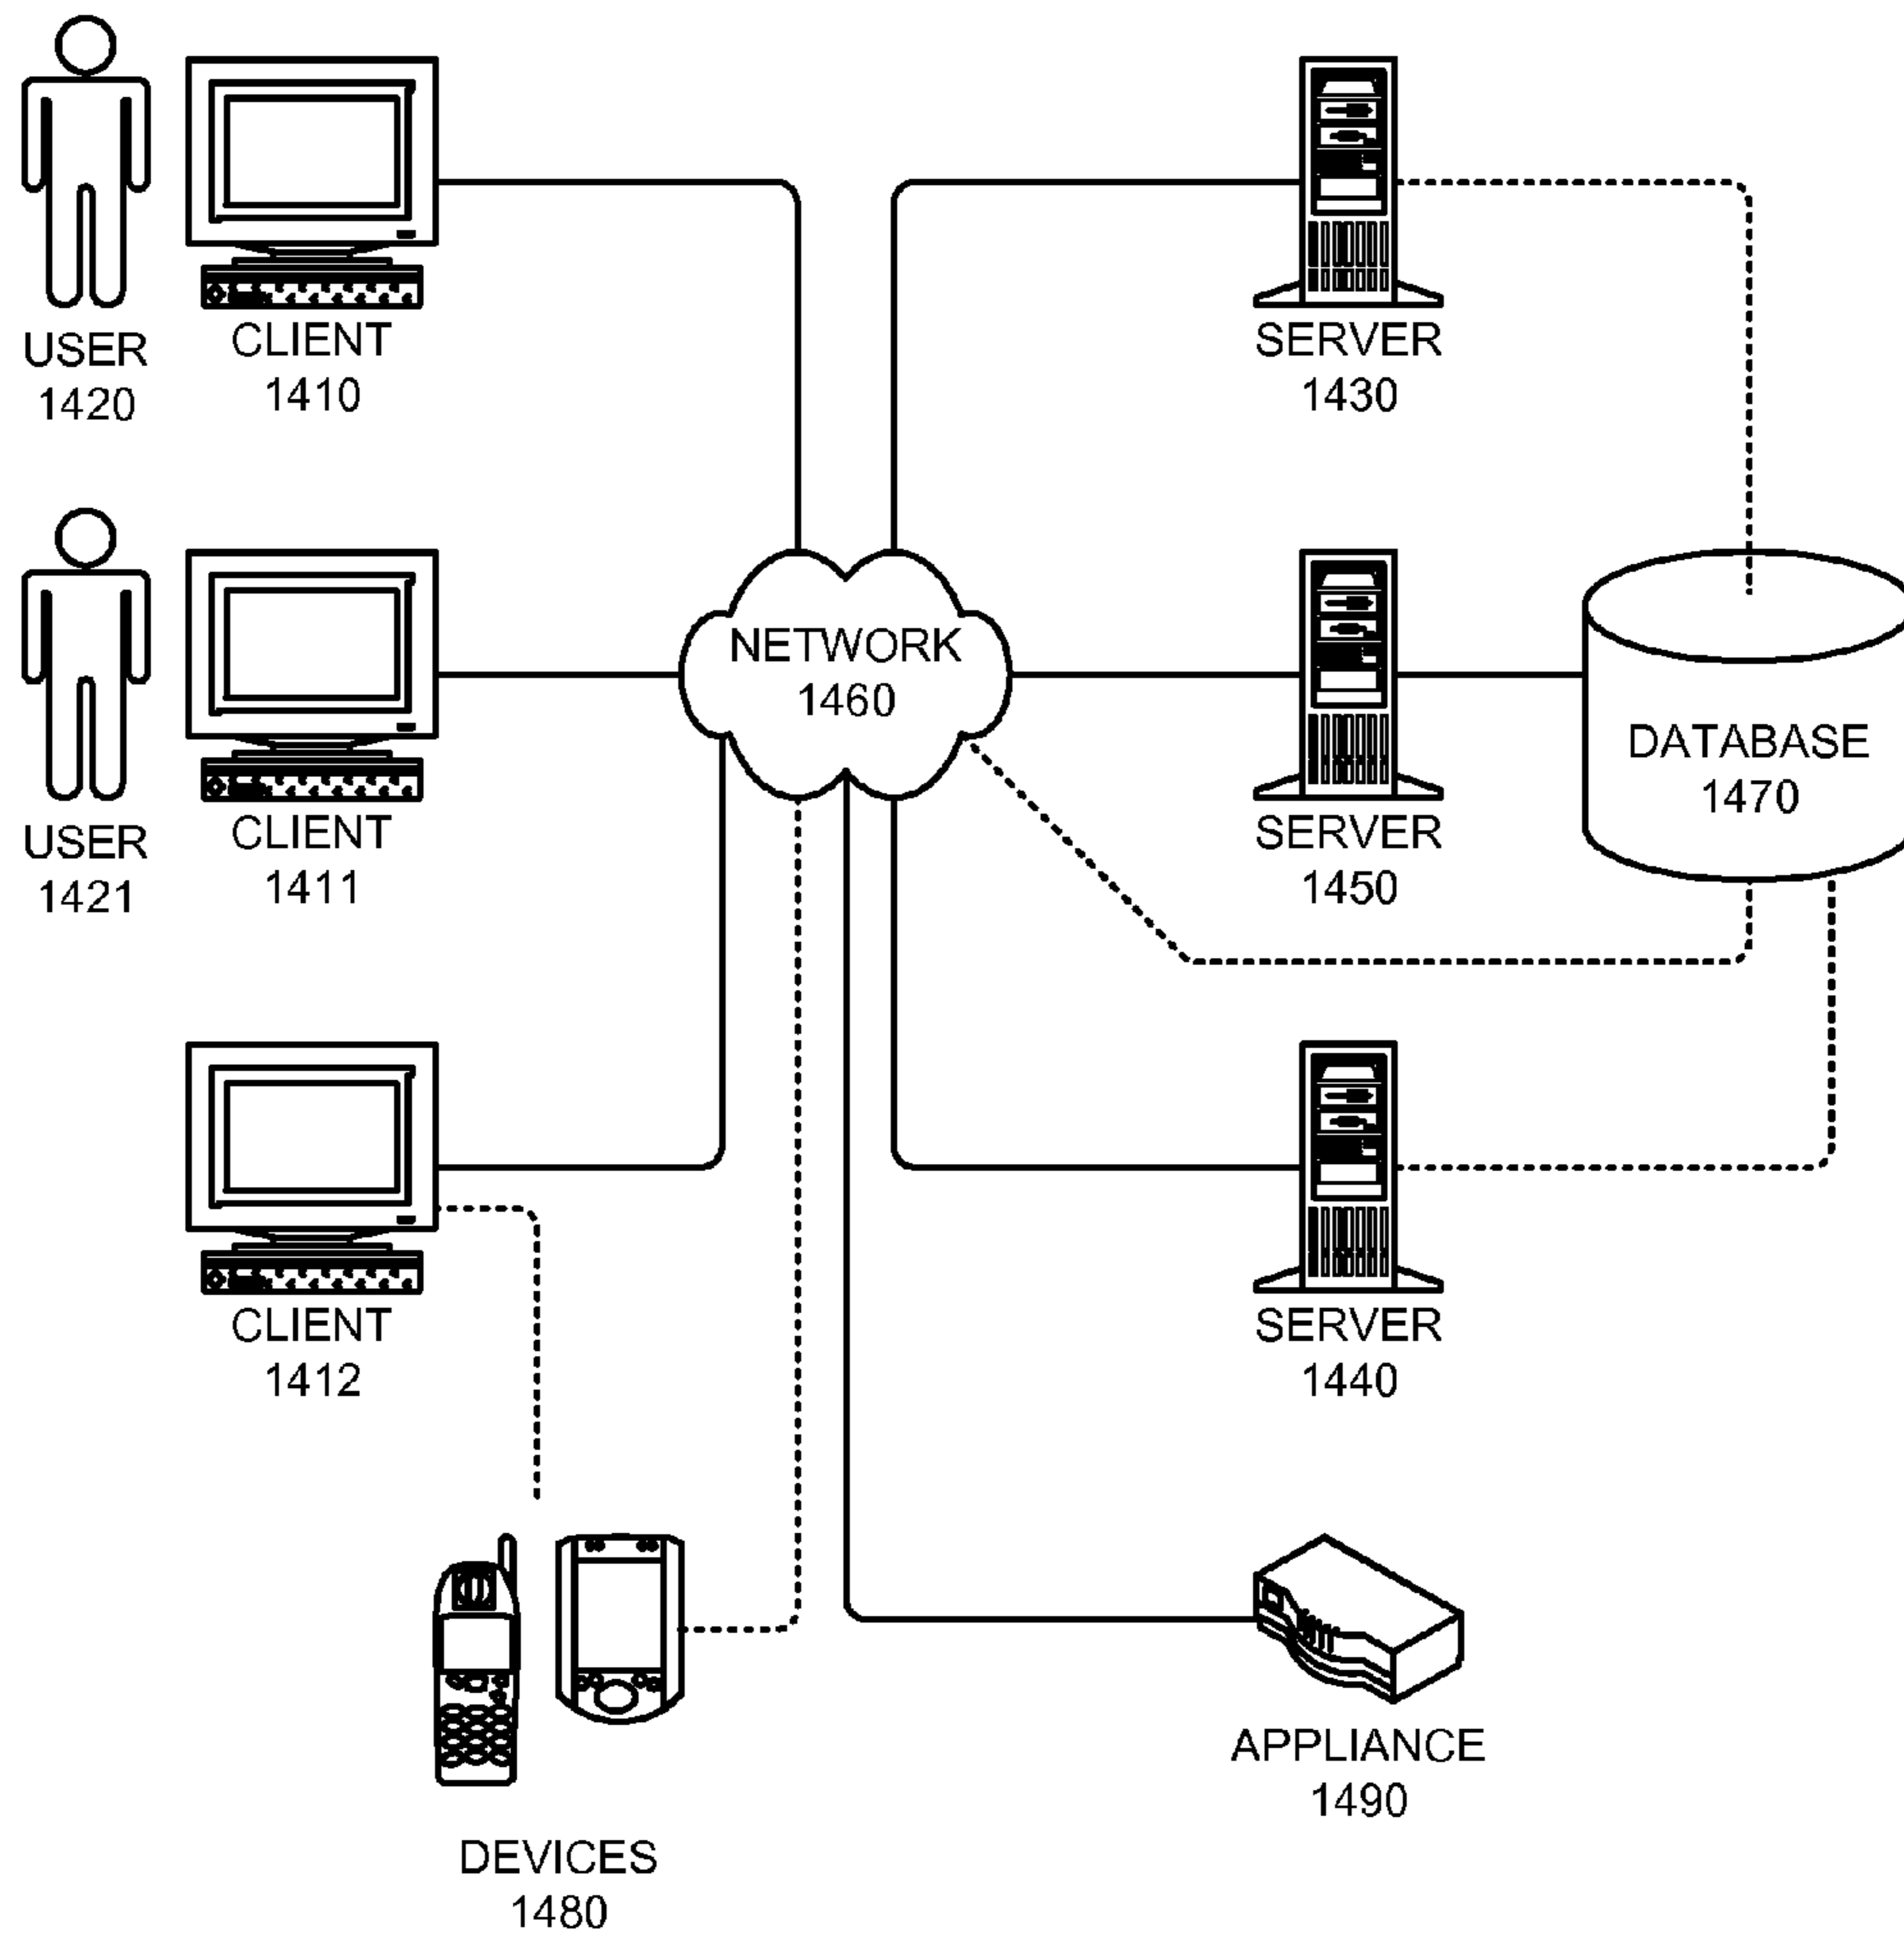 USER
1420
CLIENT
1410
SERVER
1430
NETWORK
1460
DATABASE
1470
USER
1421
CLIENT
1411
SERVER
1450
CLIENT
1412
SERVER
1440
APPLIANCE
1490
DEVICES
1480